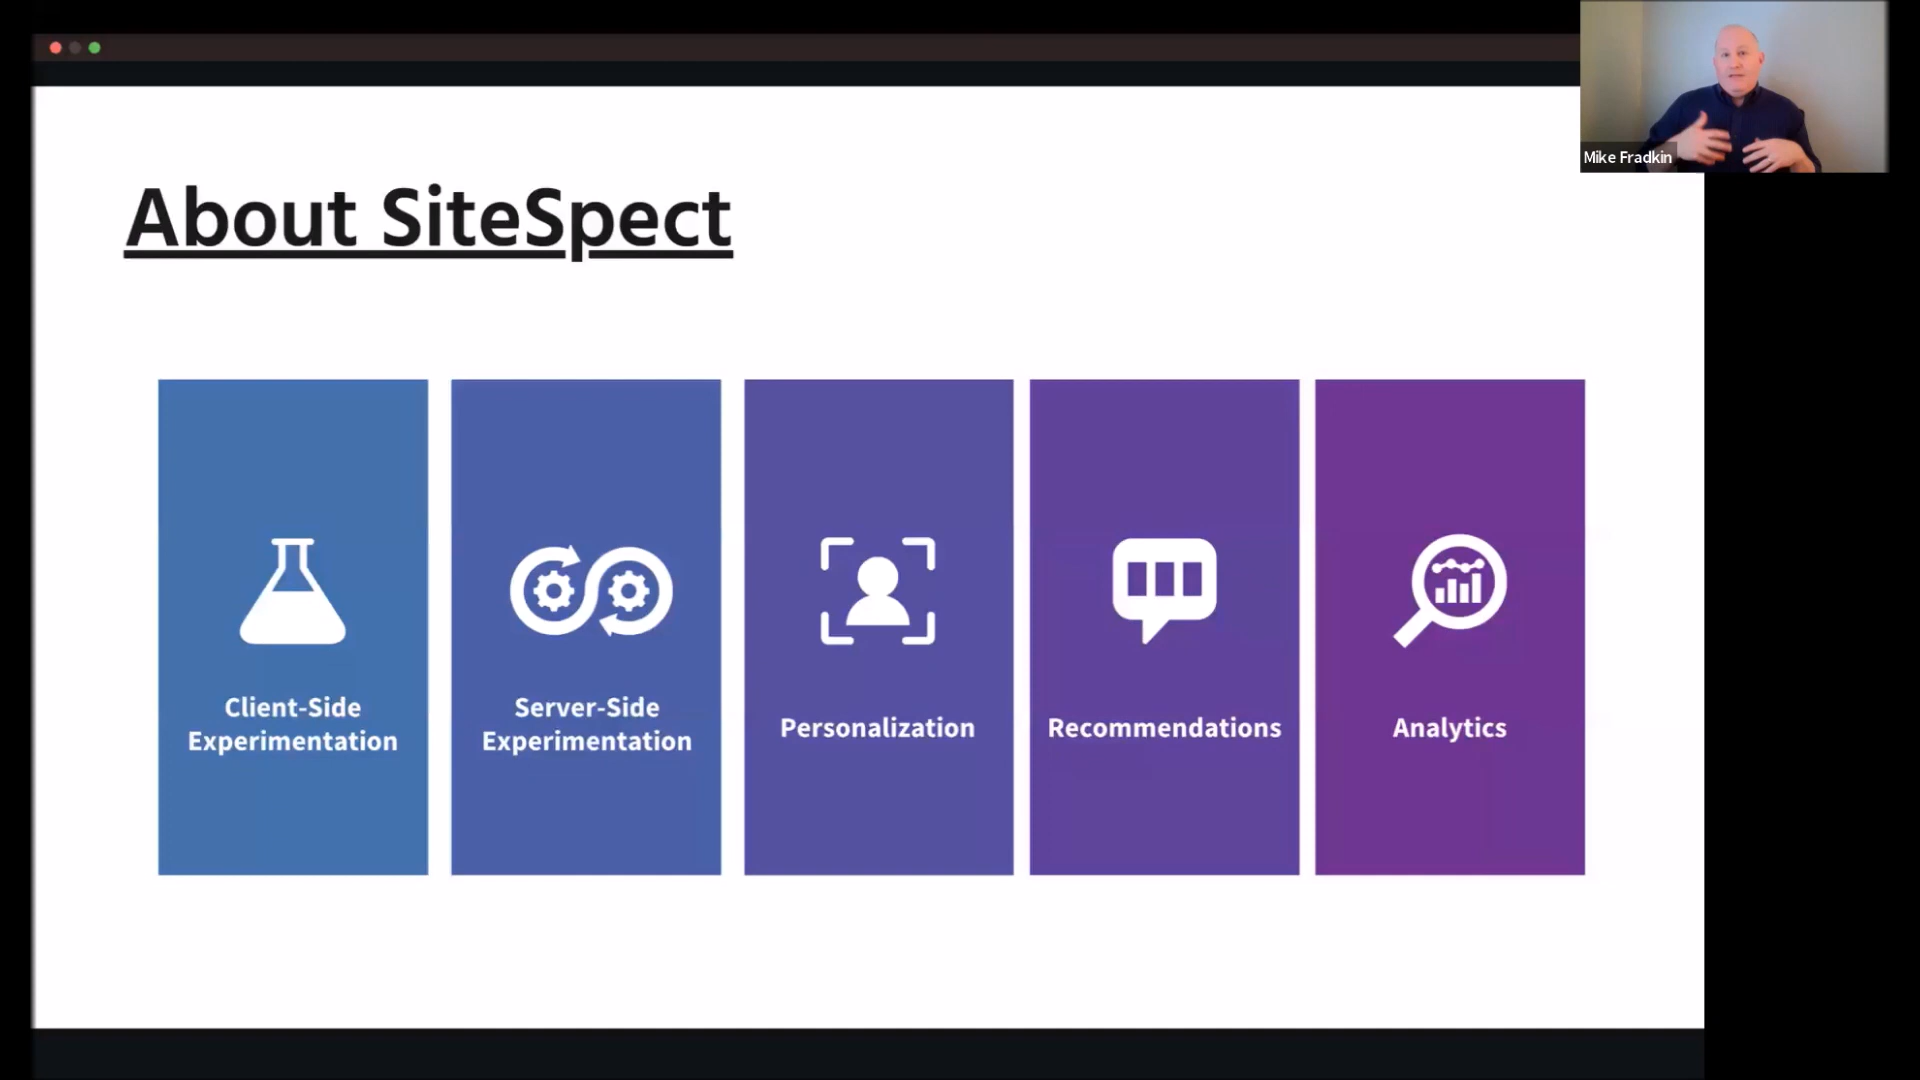 Mike Fradkin
About SiteSpect
Client-Side
Experimentation
Server-Side
Experimentation
Personalization
Recommendations
Analytics